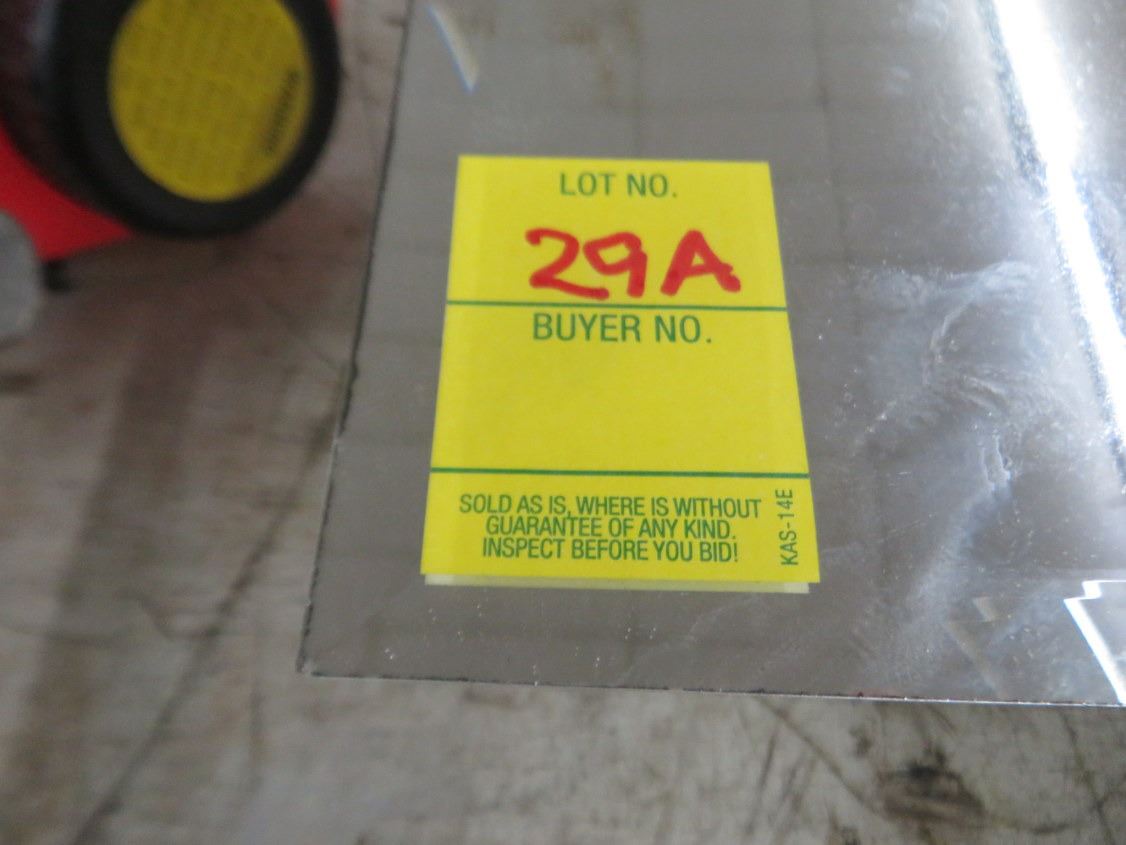 LOT NO.
29A
BUYER NO.
SOLD AS IS, WHERE IS WITHOUT
GUARANTEE OF ANY KIND.
INSPECT BEFORE YOU BID!
KAS-14E